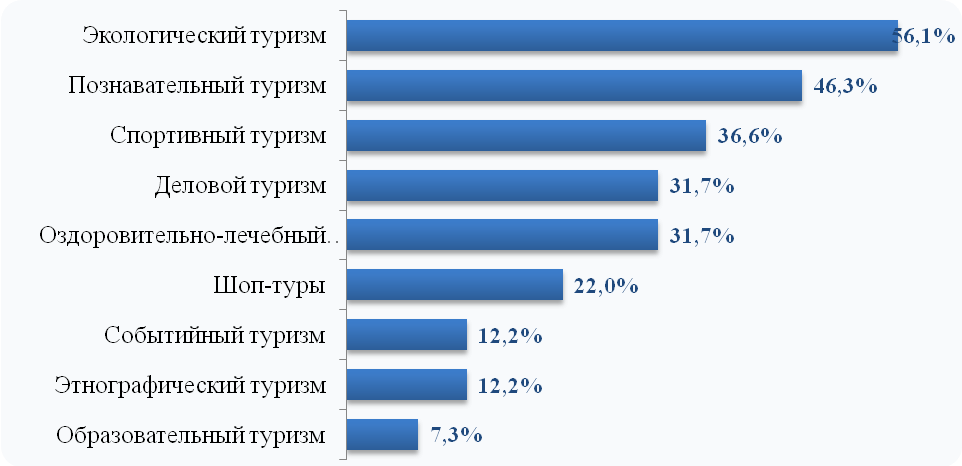 Экологический туризм 56,1%
Познавательный туризм 46,3%
Спортивный туризм 36,6%
Деловой туризм 31,7%
Оздоровительно-лечебный.. 31,7%
Шоп-туры 22,0%
Событийный туризм 12,2%
Этнографический туризм 12,2%
Образовательный туризм 7,3%